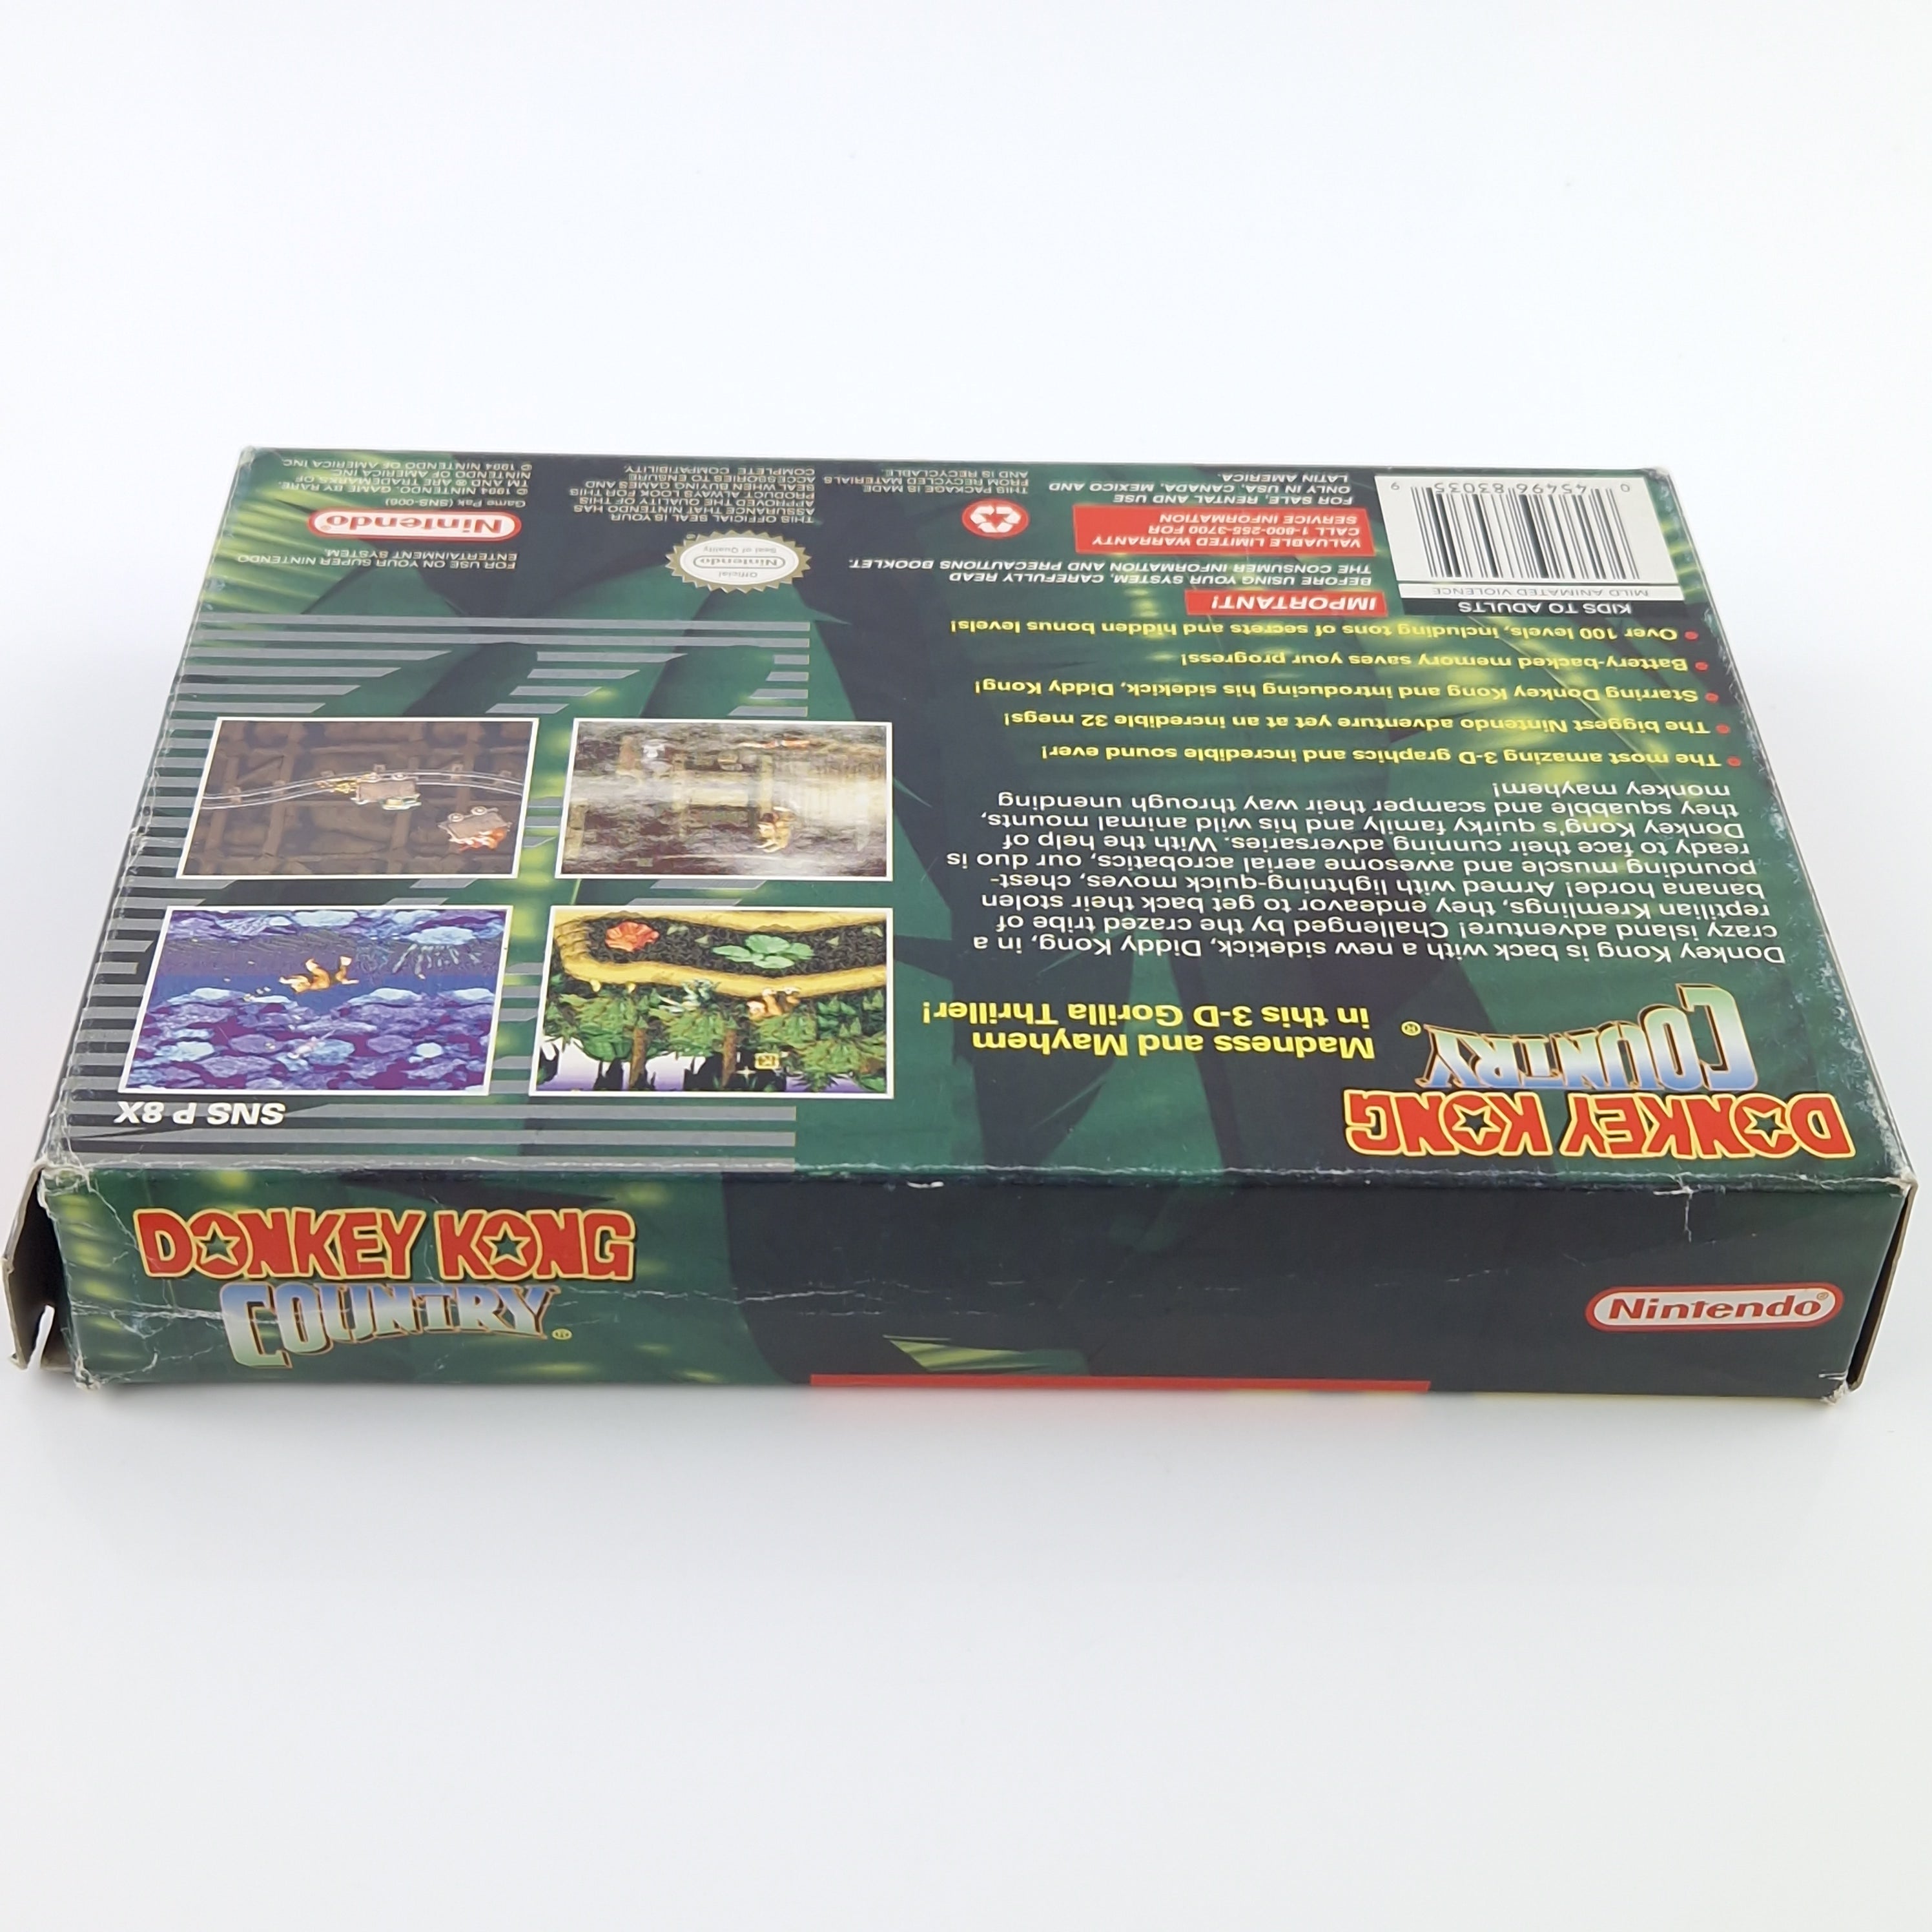 DONKEY KONG
COUNTRY®
Madness and Mayhem
in this 3-D Gorilla Thriller!
SNS P 8X
Donkey Kong is back with a new sidekick, Diddy Kong, in a
crazy island adventure! Challenged by the crazed tribe of
reptilian Kremlings, they endeavor to get back their stolen
banana horde! Armed with lightning-quick moves, chest-
pounding muscle and awesome aerial acrobatics, our duo is
ready to face their cunning adversaries. With the help of
Donkey Kong's quirky family and his wild animal mounts,
they squabble and scamper their way through unending
monkey mayhem!
• The most amazing 3-D graphics and incredible sound ever!
• The biggest Nintendo adventure yet at an incredible 32 megs!
• Starring Donkey Kong and introducing his sidekick, Diddy Kong!
• Battery-backed memory saves your progress!
• Over 100 levels, including tons of secrets and hidden bonus levels!
KIDS TO ADULTS
MILD ANIMATED VIOLENCE
0 45496 83035 9
IMPORTANT!
BEFORE USING YOUR SYSTEM, CAREFULLY READ
THE CONSUMER INFORMATION AND PRECAUTIONS BOOKLET.
VALUABLE LIMITED WARRANTY
CALL 1-800-255-3700 FOR
SERVICE INFORMATION
FOR SALE, RENTAL AND USE
ONLY IN USA, CANADA, MEXICO AND
LATIN AMERICA.
THIS PACKAGE IS MADE
FROM RECYCLED MATERIALS
AND IS RECYCLABLE.
Official
Nintendo
Seal of Quality
THIS OFFICIAL SEAL IS YOUR
ASSURANCE THAT NINTENDO HAS
APPROVED THE QUALITY OF THIS
PRODUCT. ALWAYS LOOK FOR THIS
SEAL WHEN BUYING GAMES AND
ACCESSORIES TO ENSURE
COMPLETE COMPATIBILITY.
FOR USE ON YOUR SUPER NINTENDO
ENTERTAINMENT SYSTEM.
Nintendo
Game Pak (SNS-006)
© 1994 NINTENDO. GAME BY RARE.
TM AND ® ARE TRADEMARKS OF
NINTENDO OF AMERICA INC.
© 1994 NINTENDO OF AMERICA INC.
DONKEY KONG
COUNTRY®
Nintendo®